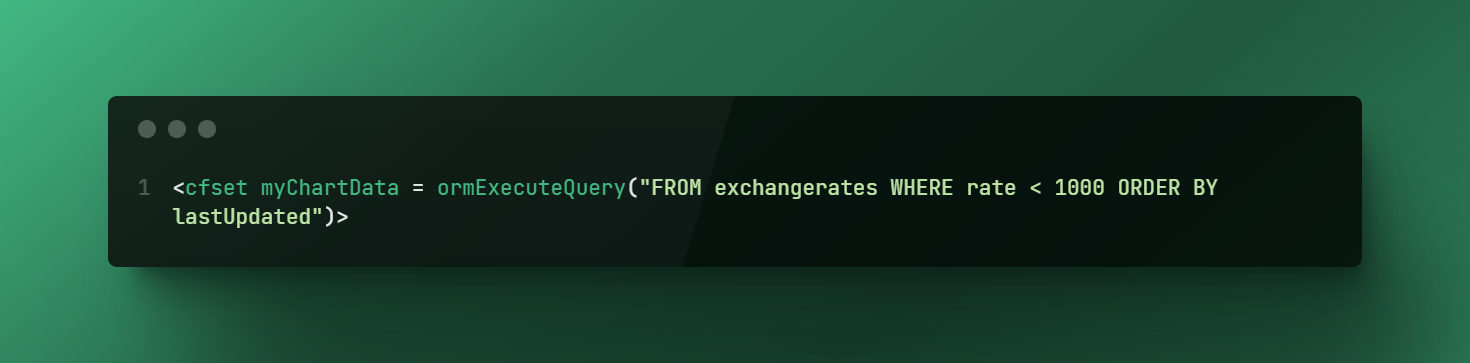 1 <cfset myChartData = ormExecuteQuery("FROM exchangerates WHERE rate < 1000 ORDER BY
lastUpdated")>